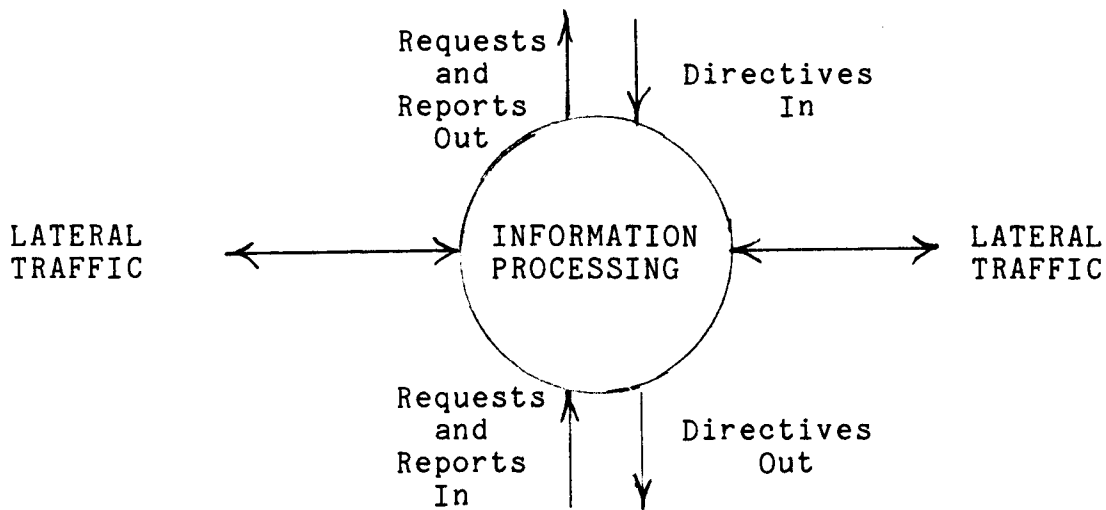 Requests
and
Reports
Out
Directives
In
LATERAL
TRAFFIC
INFORMATION
PROCESSING
LATERAL
TRAFFIC
Requests
and
Reports
In
Directives
Out